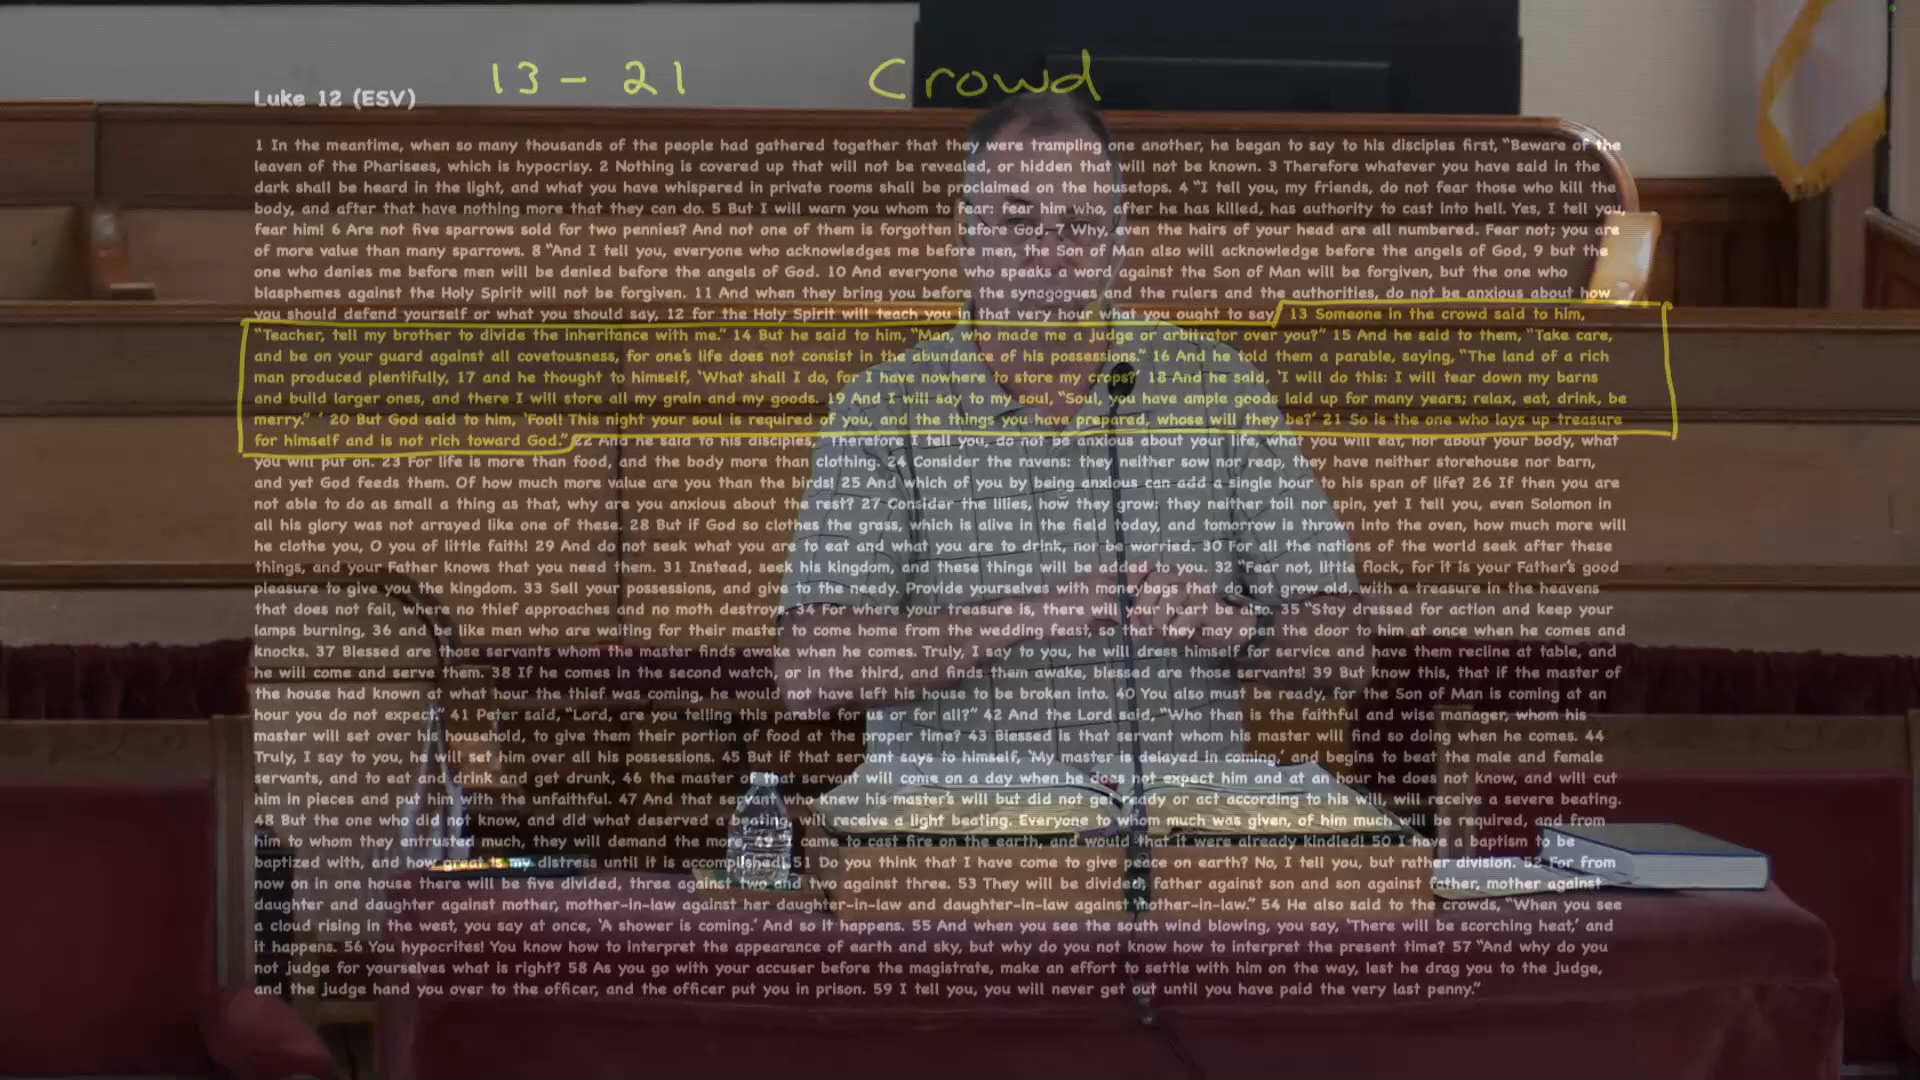 13 - 21 Crowd
Luke 12 (ESV)
1 In the meantime, when so many thousands of the people had gathered together that they were trampling one another, he began to say to his disciples first, “Beware of the
leaven of the Pharisees, which is hypocrisy. 2 Nothing is covered up that will not be revealed, or hidden that will not be known. 3 Therefore whatever you have said in the
dark shall be heard in the light, and what you have whispered in private rooms shall be proclaimed on the housetops. 4 “I tell you, my friends, do not fear those who kill the
body, and after that have nothing more that they can do. 5 But I will warn you whom to fear: fear him who, after he has killed, has authority to cast into hell. Yes, I tell you,
fear him! 6 Are not five sparrows sold for two pennies? And not one of them is forgotten before God. 7 Why, even the hairs of your head are all numbered. Fear not; you are
of more value than many sparrows. 8 “And I tell you, everyone who acknowledges me before men, the Son of Man also will acknowledge before the angels of God, 9 but the
one who denies me before men will be denied before the angels of God. 10 And everyone who speaks a word against the Son of Man will be forgiven, but the one who
blasphemes against the Holy Spirit will not be forgiven. 11 And when they bring you before the synagogues and the rulers and the authorities, do not be anxious about how
you should defend yourself or what you should say, 12 for the Holy Spirit will teach you in that very hour what you ought to say. 13 Someone in the crowd said to him,
“Teacher, tell my brother to divide the inheritance with me.” 14 But he said to him, “Man, who made me a judge or arbitrator over you?” 15 And he said to them, “Take care,
and be on your guard against all covetousness, for one’s life does not consist in the abundance of his possessions.” 16 And he told them a parable, saying, “The land of a rich
man produced plentifully, 17 and he thought to himself, ‘What shall I do, for I have nowhere to store my crops?’ 18 And he said, ‘I will do this: I will tear down my barns
and build larger ones, and there I will store all my grain and my goods. 19 And I will say to my soul, “Soul, you have ample goods laid up for many years; relax, eat, drink, be
merry.” ’ 20 But God said to him, ‘Fool! This night your soul is required of you, and the things you have prepared, whose will they be?’ 21 So is the one who lays up treasure
for himself and is not rich toward God.” 22 And he said to his disciples, “Therefore I tell you, do not be anxious about your life, what you will eat, nor about your body, what
you will put on. 23 For life is more than food, and the body more than clothing. 24 Consider the ravens: they neither sow nor reap, they have neither storehouse nor barn,
and yet God feeds them. Of how much more value are you than the birds! 25 And which of you by being anxious can add a single hour to his span of life? 26 If then you are
not able to do as small a thing as that, why are you anxious about the rest? 27 Consider the lilies, how they grow: they neither toil nor spin, yet I tell you, even Solomon in
all his glory was not arrayed like one of these. 28 But if God so clothes the grass, which is alive in the field today, and tomorrow is thrown into the oven, how much more will
he clothe you, O you of little faith! 29 And do not seek what you are to eat and what you are to drink, nor be worried. 30 For all the nations of the world seek after these
things, and your Father knows that you need them. 31 Instead, seek his kingdom, and these things will be added to you. 32 “Fear not, little flock, for it is your Father’s good
pleasure to give you the kingdom. 33 Sell your possessions, and give to the needy. Provide yourselves with moneybags that do not grow old, with a treasure in the heavens
that does not fail, where no thief approaches and no moth destroys. 34 For where your treasure is, there will your heart be also. 35 “Stay dressed for action and keep your
lamps burning, 36 and be like men who are waiting for their master to come home from the wedding feast, so that they may open the door to him at once when he comes and
knocks. 37 Blessed are those servants whom the master finds awake when he comes. Truly, I say to you, he will dress himself for service and have them recline at table, and
he will come and serve them. 38 If he comes in the second watch, or in the third, and finds them awake, blessed are those servants! 39 But know this, that if the master of
the house had known at what hour the thief was coming, he would not have left his house to be broken into. 40 You also must be ready, for the Son of Man is coming at an
hour you do not expect.” 41 Peter said, “Lord, are you telling this parable for us or for all?” 42 And the Lord said, “Who then is the faithful and wise manager, whom his
master will set over his household, to give them their portion of food at the proper time? 43 Blessed is that servant whom his master will find so doing when he comes. 44
Truly, I say to you, he will set him over all his possessions. 45 But if that servant says to himself, ‘My master is delayed in coming,’ and begins to beat the male and female
servants, and to eat and drink and get drunk, 46 the master of that servant will come on a day when he does not expect him and at an hour he does not know, and will cut
him in pieces and put him with the unfaithful. 47 And that servant who knew his master’s will but did not get ready or act according to his will, will receive a severe beating.
48 But the one who did not know, and did what deserved a beating, will receive a light beating. Everyone to whom much was given, of him much will be required, and from
him to whom they entrusted much, they will demand the more. 49 “I came to cast fire on the earth, and would that it were already kindled! 50 I have a baptism to be
baptized with, and how great is my distress until it is accomplished! 51 Do you think that I have come to give peace on earth? No, I tell you, but rather division. 52 For from
now on in one house there will be five divided, three against two and two against three. 53 They will be divided, father against son and son against father, mother against
daughter and daughter against mother, mother-in-law against her daughter-in-law and daughter-in-law against mother-in-law.” 54 He also said to the crowds, “When you see
a cloud rising in the west, you say at once, ‘A shower is coming.’ And so it happens. 55 And when you see the south wind blowing, you say, ‘There will be scorching heat,’ and
it happens. 56 You hypocrites! You know how to interpret the appearance of earth and sky, but why do you not know how to interpret the present time? 57 “And why do you
not judge for yourselves what is right? 58 As you go with your accuser before the magistrate, make an effort to settle with him on the way, lest he drag you to the judge,
and the judge hand you over to the officer, and the officer put you in prison. 59 I tell you, you will never get out until you have paid the very last penny.”